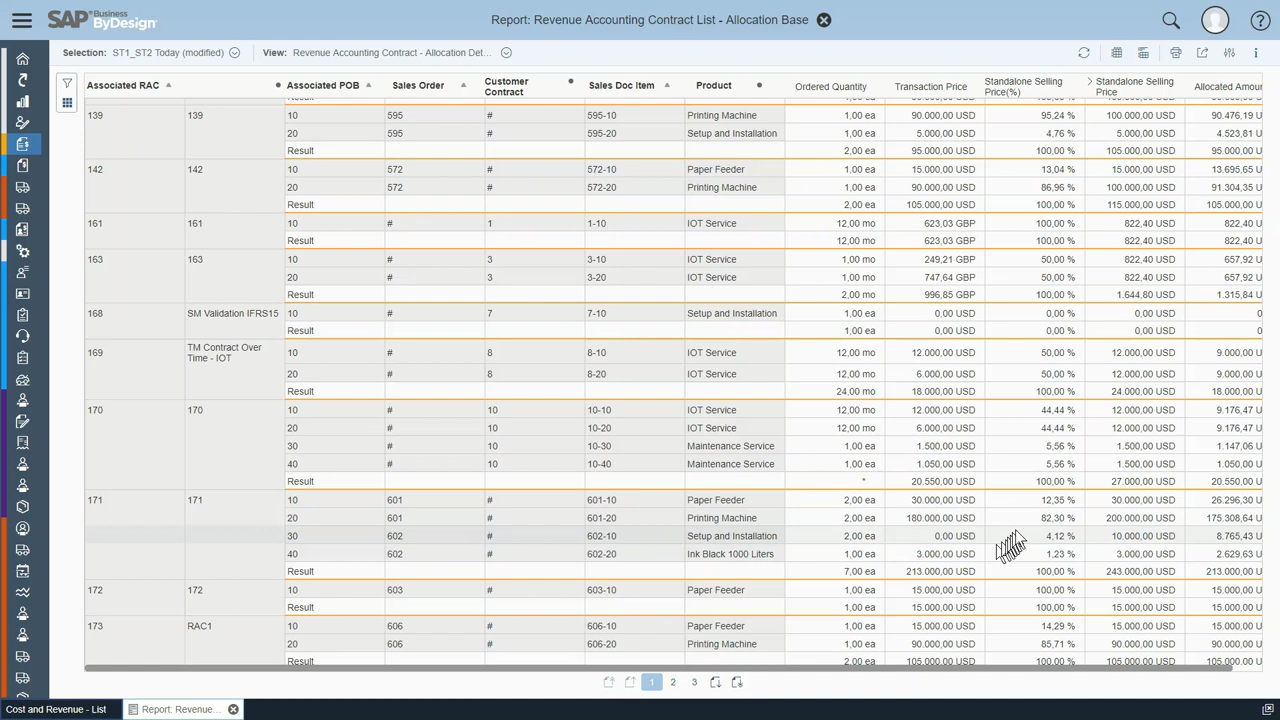 SAP Business ByDesign
Report: Revenue Accounting Contract List - Allocation Base
Selection: ST1_ST2 Today (modified) View: Revenue Accounting Contract - Allocation Det...
Associated RAC Associated POB Sales Order Customer Contract Sales Doc Item Product Ordered Quantity Transaction Price Standalone Selling Price(%) Standalone Selling Price Allocated Amoun
139 139 10 595 # 595-10 Printing Machine 1,00 ea 90.000,00 USD 95,24 % 100.000,00 USD 90.476,19 U
20 595 # 595-20 Setup and Installation 1,00 ea 5.000,00 USD 4,76 % 5.000,00 USD 4.523,81 U
Result 2,00 ea 95.000,00 USD 100,00 % 105.000,00 USD 95.000,00 U
142 142 10 572 # 572-10 Paper Feeder 1,00 ea 15.000,00 USD 13,04 % 15.000,00 USD 13.695,65 U
20 572 # 572-20 Printing Machine 1,00 ea 90.000,00 USD 86,96 % 100.000,00 USD 91.304,35 U
Result 2,00 ea 105.000,00 USD 100,00 % 115.000,00 USD 105.000,00 U
161 161 10 # 1 1-10 IOT Service 12,00 mo 623,03 GBP 100,00 % 822,40 USD 822,40 U
Result 12,00 mo 623,03 GBP 100,00 % 822,40 USD 822,40 U
163 163 10 # 3 3-10 IOT Service 1,00 mo 249,21 GBP 50,00 % 822,40 USD 657,92 U
20 # 3 3-20 IOT Service 1,00 mo 747,64 GBP 50,00 % 822,40 USD 657,92 U
Result 2,00 mo 996,85 GBP 100,00 % 1.644,80 USD 1.315,84 U
168 SM Validation IFRS15 10 # 7 7-10 Setup and Installation 1,00 ea 0,00 USD 0,00 % 0,00 USD 0
Result 1,00 ea 0,00 USD 0,00 % 0,00 USD 0
169 TM Contract Over Time - IOT 10 # 8 8-10 IOT Service 12,00 mo 12.000,00 USD 50,00 % 12.000,00 USD 9.000,00 U
20 # 8 8-20 IOT Service 12,00 mo 6.000,00 USD 50,00 % 12.000,00 USD 9.000,00 U
Result 24,00 mo 18.000,00 USD 100,00 % 24.000,00 USD 18.000,00 U
170 170 10 # 10 10-10 IOT Service 12,00 mo 12.000,00 USD 44,44 % 12.000,00 USD 9.176,47 U
20 # 10 10-20 IOT Service 12,00 mo 6.000,00 USD 44,44 % 12.000,00 USD 9.176,47 U
30 # 10 10-30 Maintenance Service 1,00 ea 1.500,00 USD 5,56 % 1.500,00 USD 1.147,06 U
40 # 10 10-40 Maintenance Service 1,00 ea 1.050,00 USD 5,56 % 1.500,00 USD 1.050,00 U
Result * 20.550,00 USD 100,00 % 27.000,00 USD 20.550,00 U
171 171 10 601 # 601-10 Paper Feeder 2,00 ea 30.000,00 USD 12,35 % 30.000,00 USD 26.296,30 U
20 601 # 601-20 Printing Machine 2,00 ea 180.000,00 USD 82,30 % 200.000,00 USD 175.308,64 U
30 602 # 602-10 Setup and Installation 2,00 ea 0,00 USD 4,12 % 10.000,00 USD 8.765,43 U
40 602 # 602-20 Ink Black 1000 Liters 1,00 ea 3.000,00 USD 1,23 % 3.000,00 USD 2.629,63 U
Result 7,00 ea 213.000,00 USD 100,00 % 243.000,00 USD 213.000,00 U
172 172 10 603 # 603-10 Paper Feeder 1,00 ea 15.000,00 USD 100,00 % 15.000,00 USD 15.000,00 U
Result 1,00 ea 15.000,00 USD 100,00 % 15.000,00 USD 15.000,00 U
173 RAC1 10 606 # 606-10 Paper Feeder 1,00 ea 15.000,00 USD 14,29 % 15.000,00 USD 15.000,00 U
20 606 # 606-20 Printing Machine 1,00 ea 90.000,00 USD 85,71 % 90.000,00 USD 90.000,00 U
Result 2,00 ea 105.000,00 USD 100,00 % 105.000,00 USD 105.000,00 U
1 2 3
Cost and Revenue - List Report: Revenue...